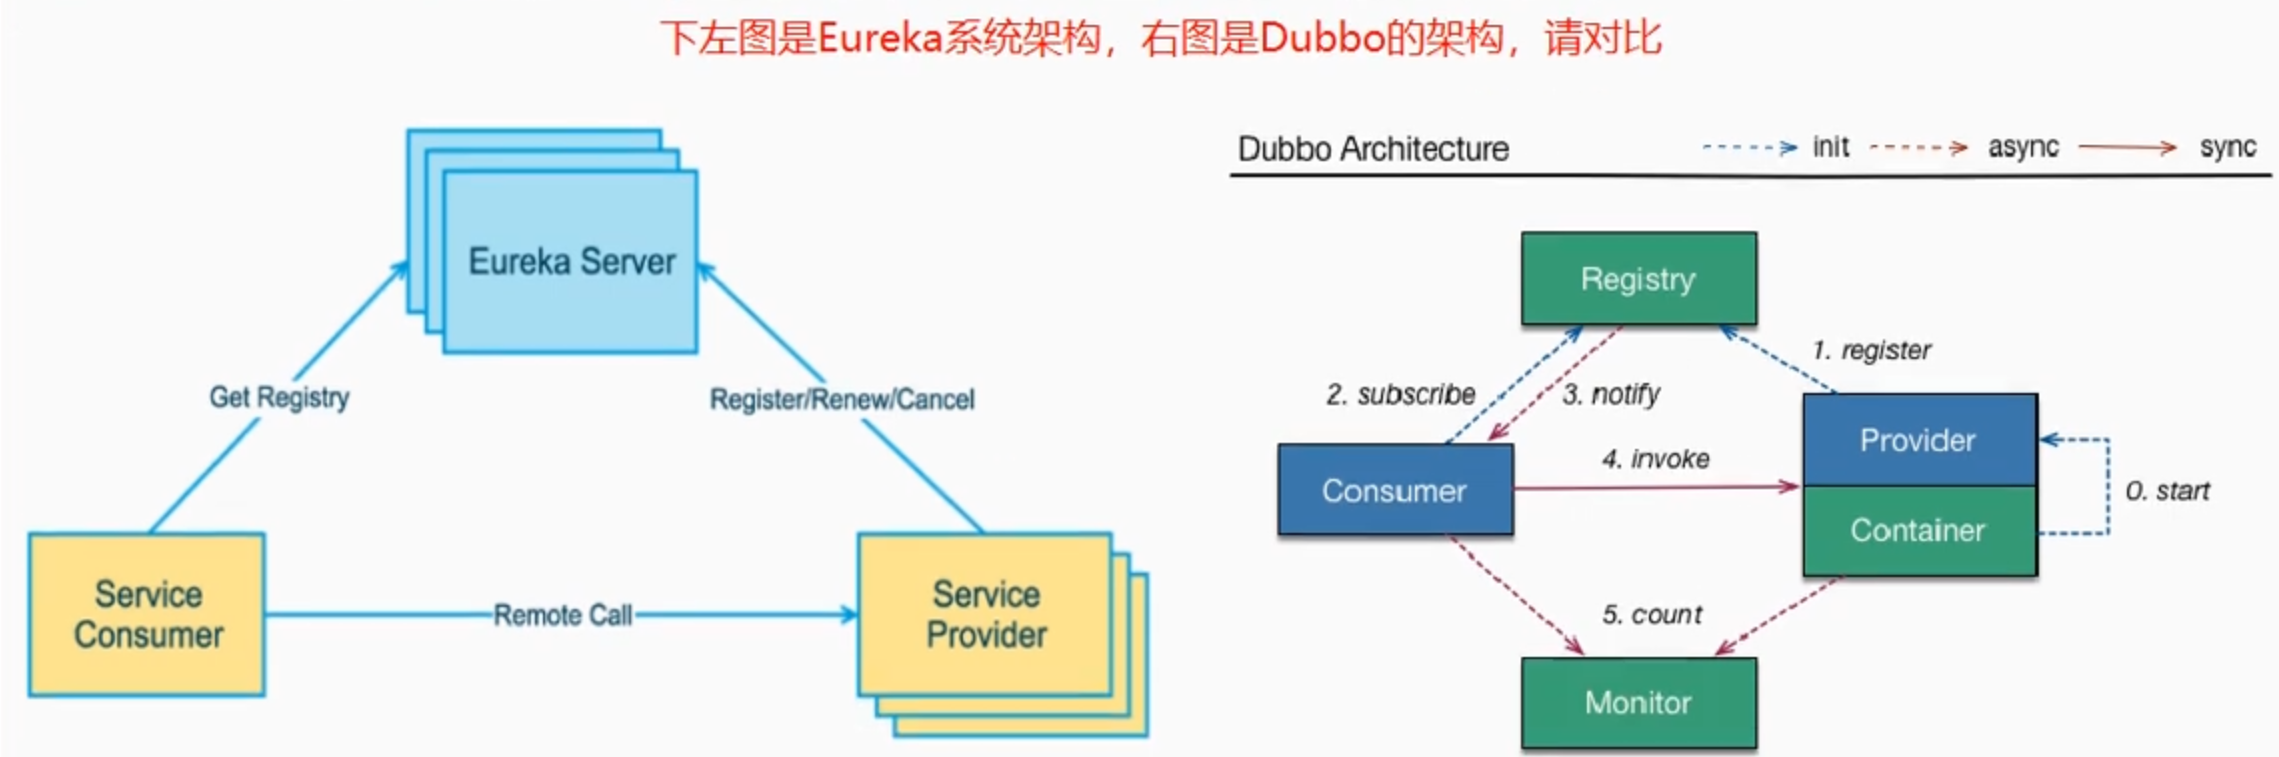 下左图是Eureka系统架构，右图是Dubbo的架构，请对比
Eureka Server
Get Registry
Register/Renew/Cancel
Service
Consumer
Remote Call
Service
Provider
Dubbo Architecture
init
async
sync
Registry
1. register
2. subscribe
3. notify
Provider
4. invoke
Consumer
0. start
Container
5. count
Monitor